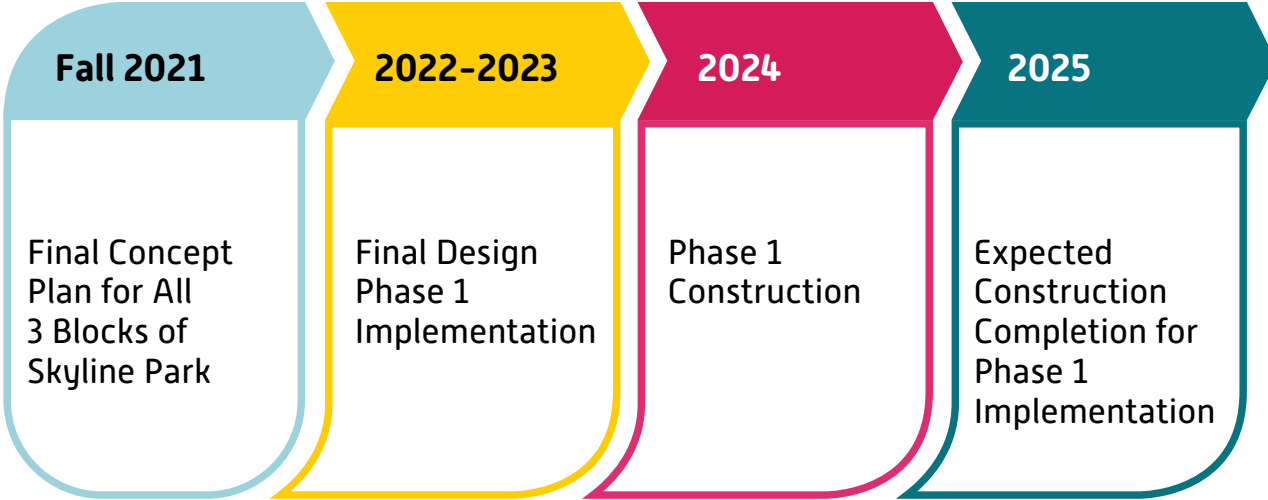 Fall 2021
2022-2023
2024
2025
Final Concept
Plan for All
3 Blocks of
Skyline Park
Final Design
Phase 1
Implementation
Phase 1
Construction
Expected
Construction
Completion for
Phase 1
Implementation